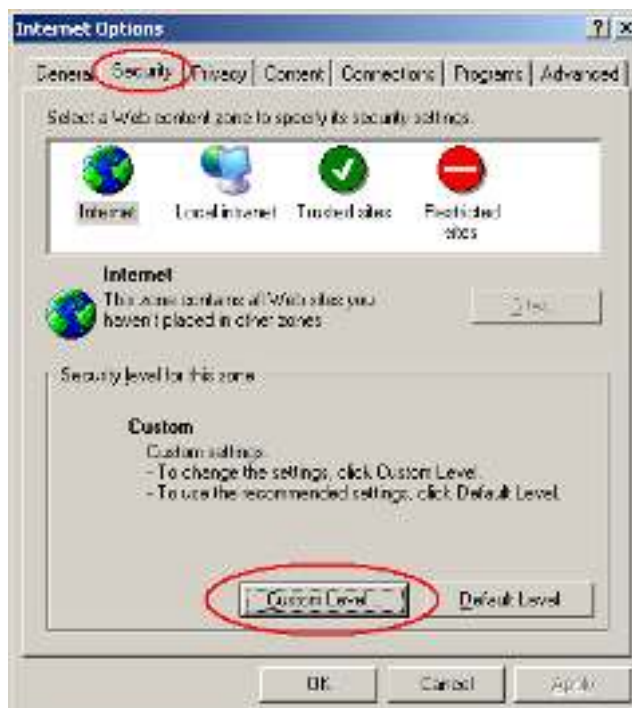 Internet Options
General Security Privacy Content Connections Programs Advanced
Select a Web content zone to specify its security settings.
Internet Local intranet Trusted sites Restricted sites
Internet
This zone contains all Web sites you
haven't placed in other zones
Sites...
Security level for this zone
Custom
Custom settings.
- To change the settings, click Custom Level.
- To use the recommended settings, click Default Level.
Custom Level... Default Level
OK Cancel Apply